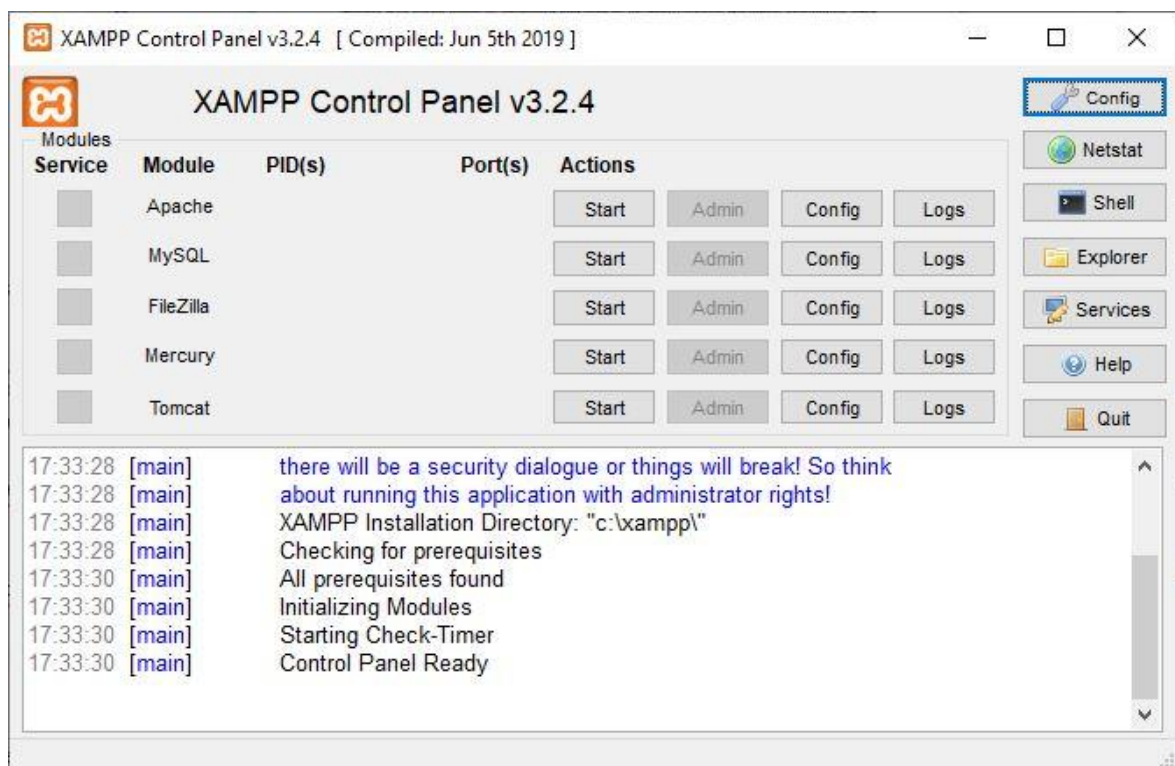 XAMPP Control Panel v3.2.4 [ Compiled: Jun 5th 2019 ]
XAMPP Control Panel v3.2.4
Config
Modules
Netstat
Service Module PID(s) Port(s) Actions
Apache Start Admin Config Logs
Shell
MySQL Start Admin Config Logs
Explorer
FileZilla Start Admin Config Logs
Services
Mercury Start Admin Config Logs
Help
Tomcat Start Admin Config Logs
Quit
17:33:28 [main] there will be a security dialogue or things will break! So think
17:33:28 [main] about running this application with administrator rights!
17:33:28 [main] XAMPP Installation Directory: "c:\xampp\"
17:33:28 [main] Checking for prerequisites
17:33:30 [main] All prerequisites found
17:33:30 [main] Initializing Modules
17:33:30 [main] Starting Check-Timer
17:33:30 [main] Control Panel Ready